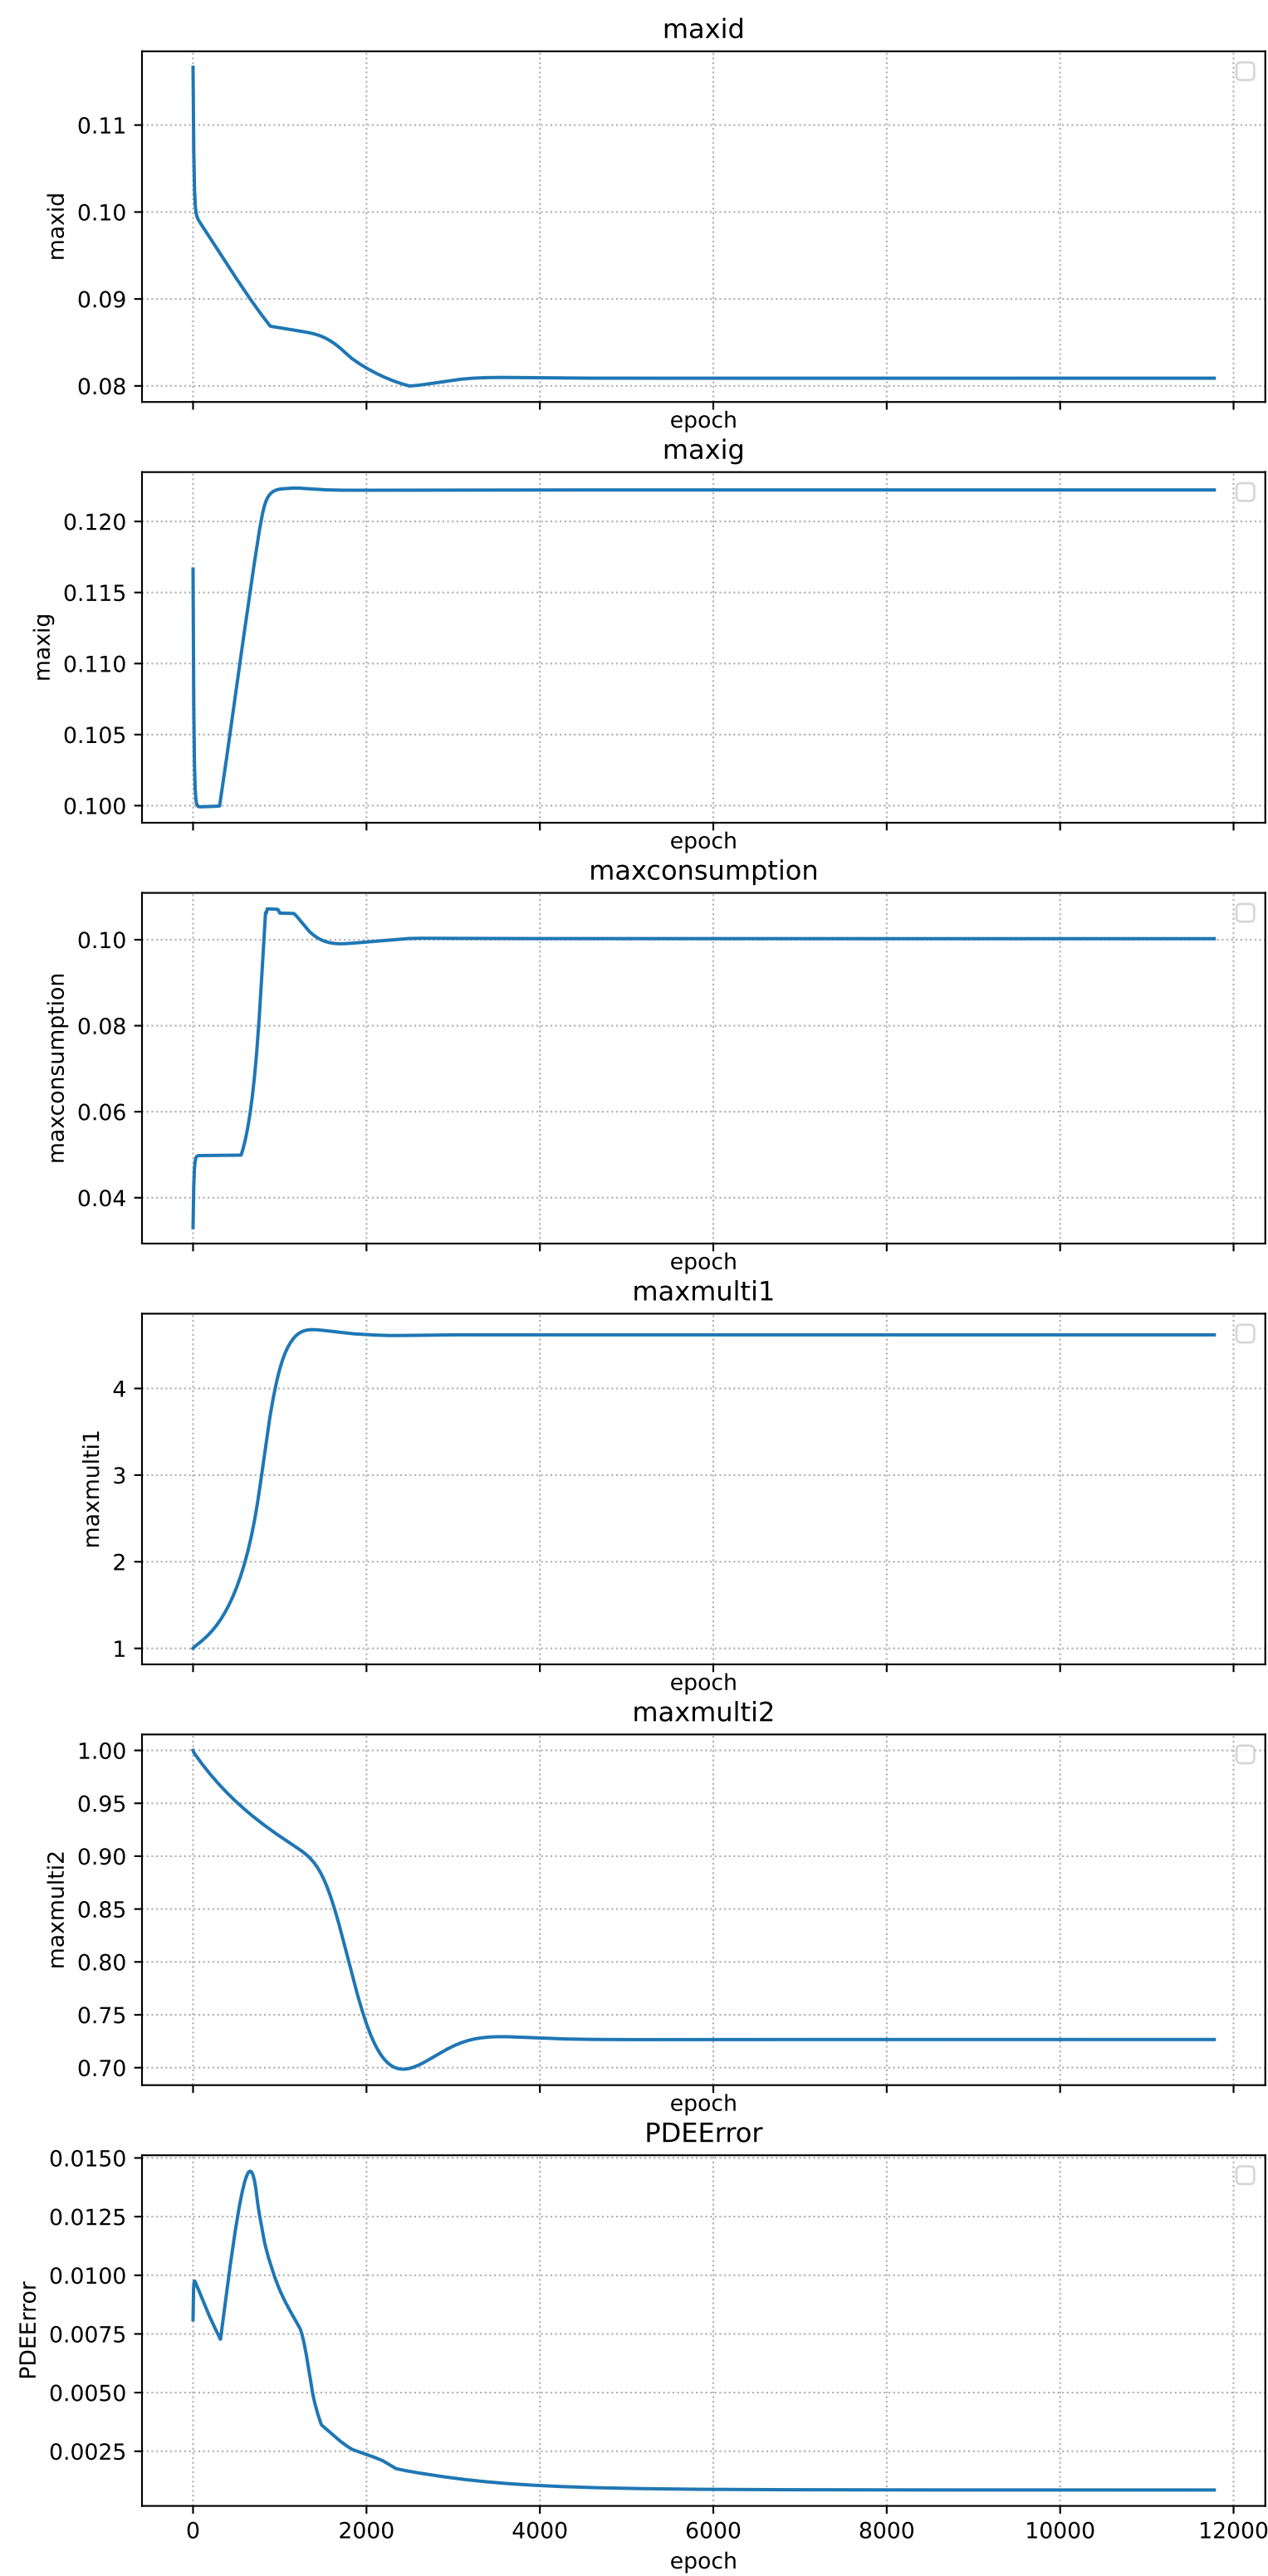 maxid
0.11
0.10
0.09
0.08
maxid
epoch
maxig
0.120
0.115
0.110
0.105
0.100
maxig
epoch
maxconsumption
0.10
0.08
0.06
0.04
maxconsumption
epoch
maxmulti1
4
3
2
1
maxmulti1
epoch
maxmulti2
1.00
0.95
0.90
0.85
0.80
0.75
0.70
maxmulti2
epoch
PDEError
0.0150
0.0125
0.0100
0.0075
0.0050
0.0025
PDEError
0 2000 4000 6000 8000 10000 12000
epoch